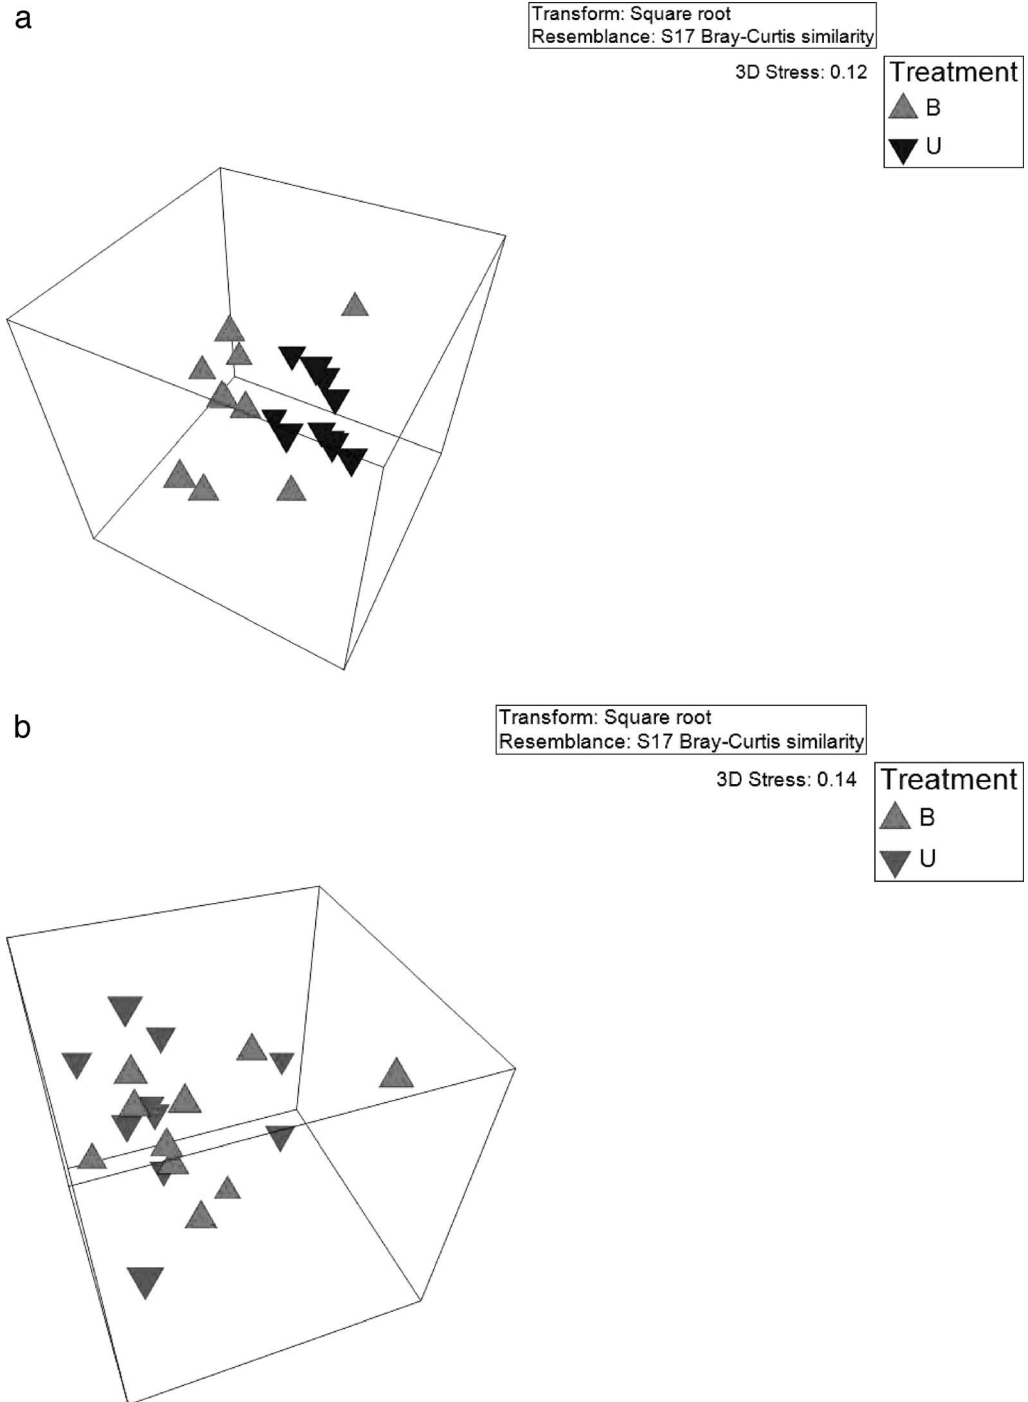 a
Transform: Square root
Resemblance: S17 Bray-Curtis similarity
3D Stress: 0.12
Treatment
B
U
b
Transform: Square root
Resemblance: S17 Bray-Curtis similarity
3D Stress: 0.14
Treatment
B
U